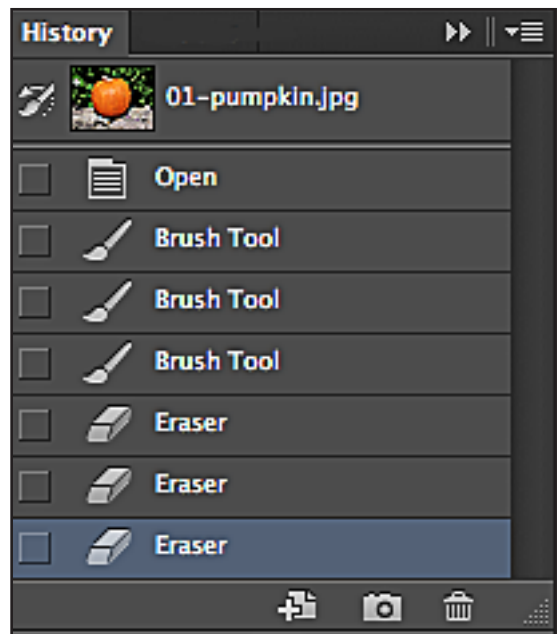 History
01-pumpkin.jpg
Open
Brush Tool
Brush Tool
Brush Tool
Eraser
Eraser
Eraser